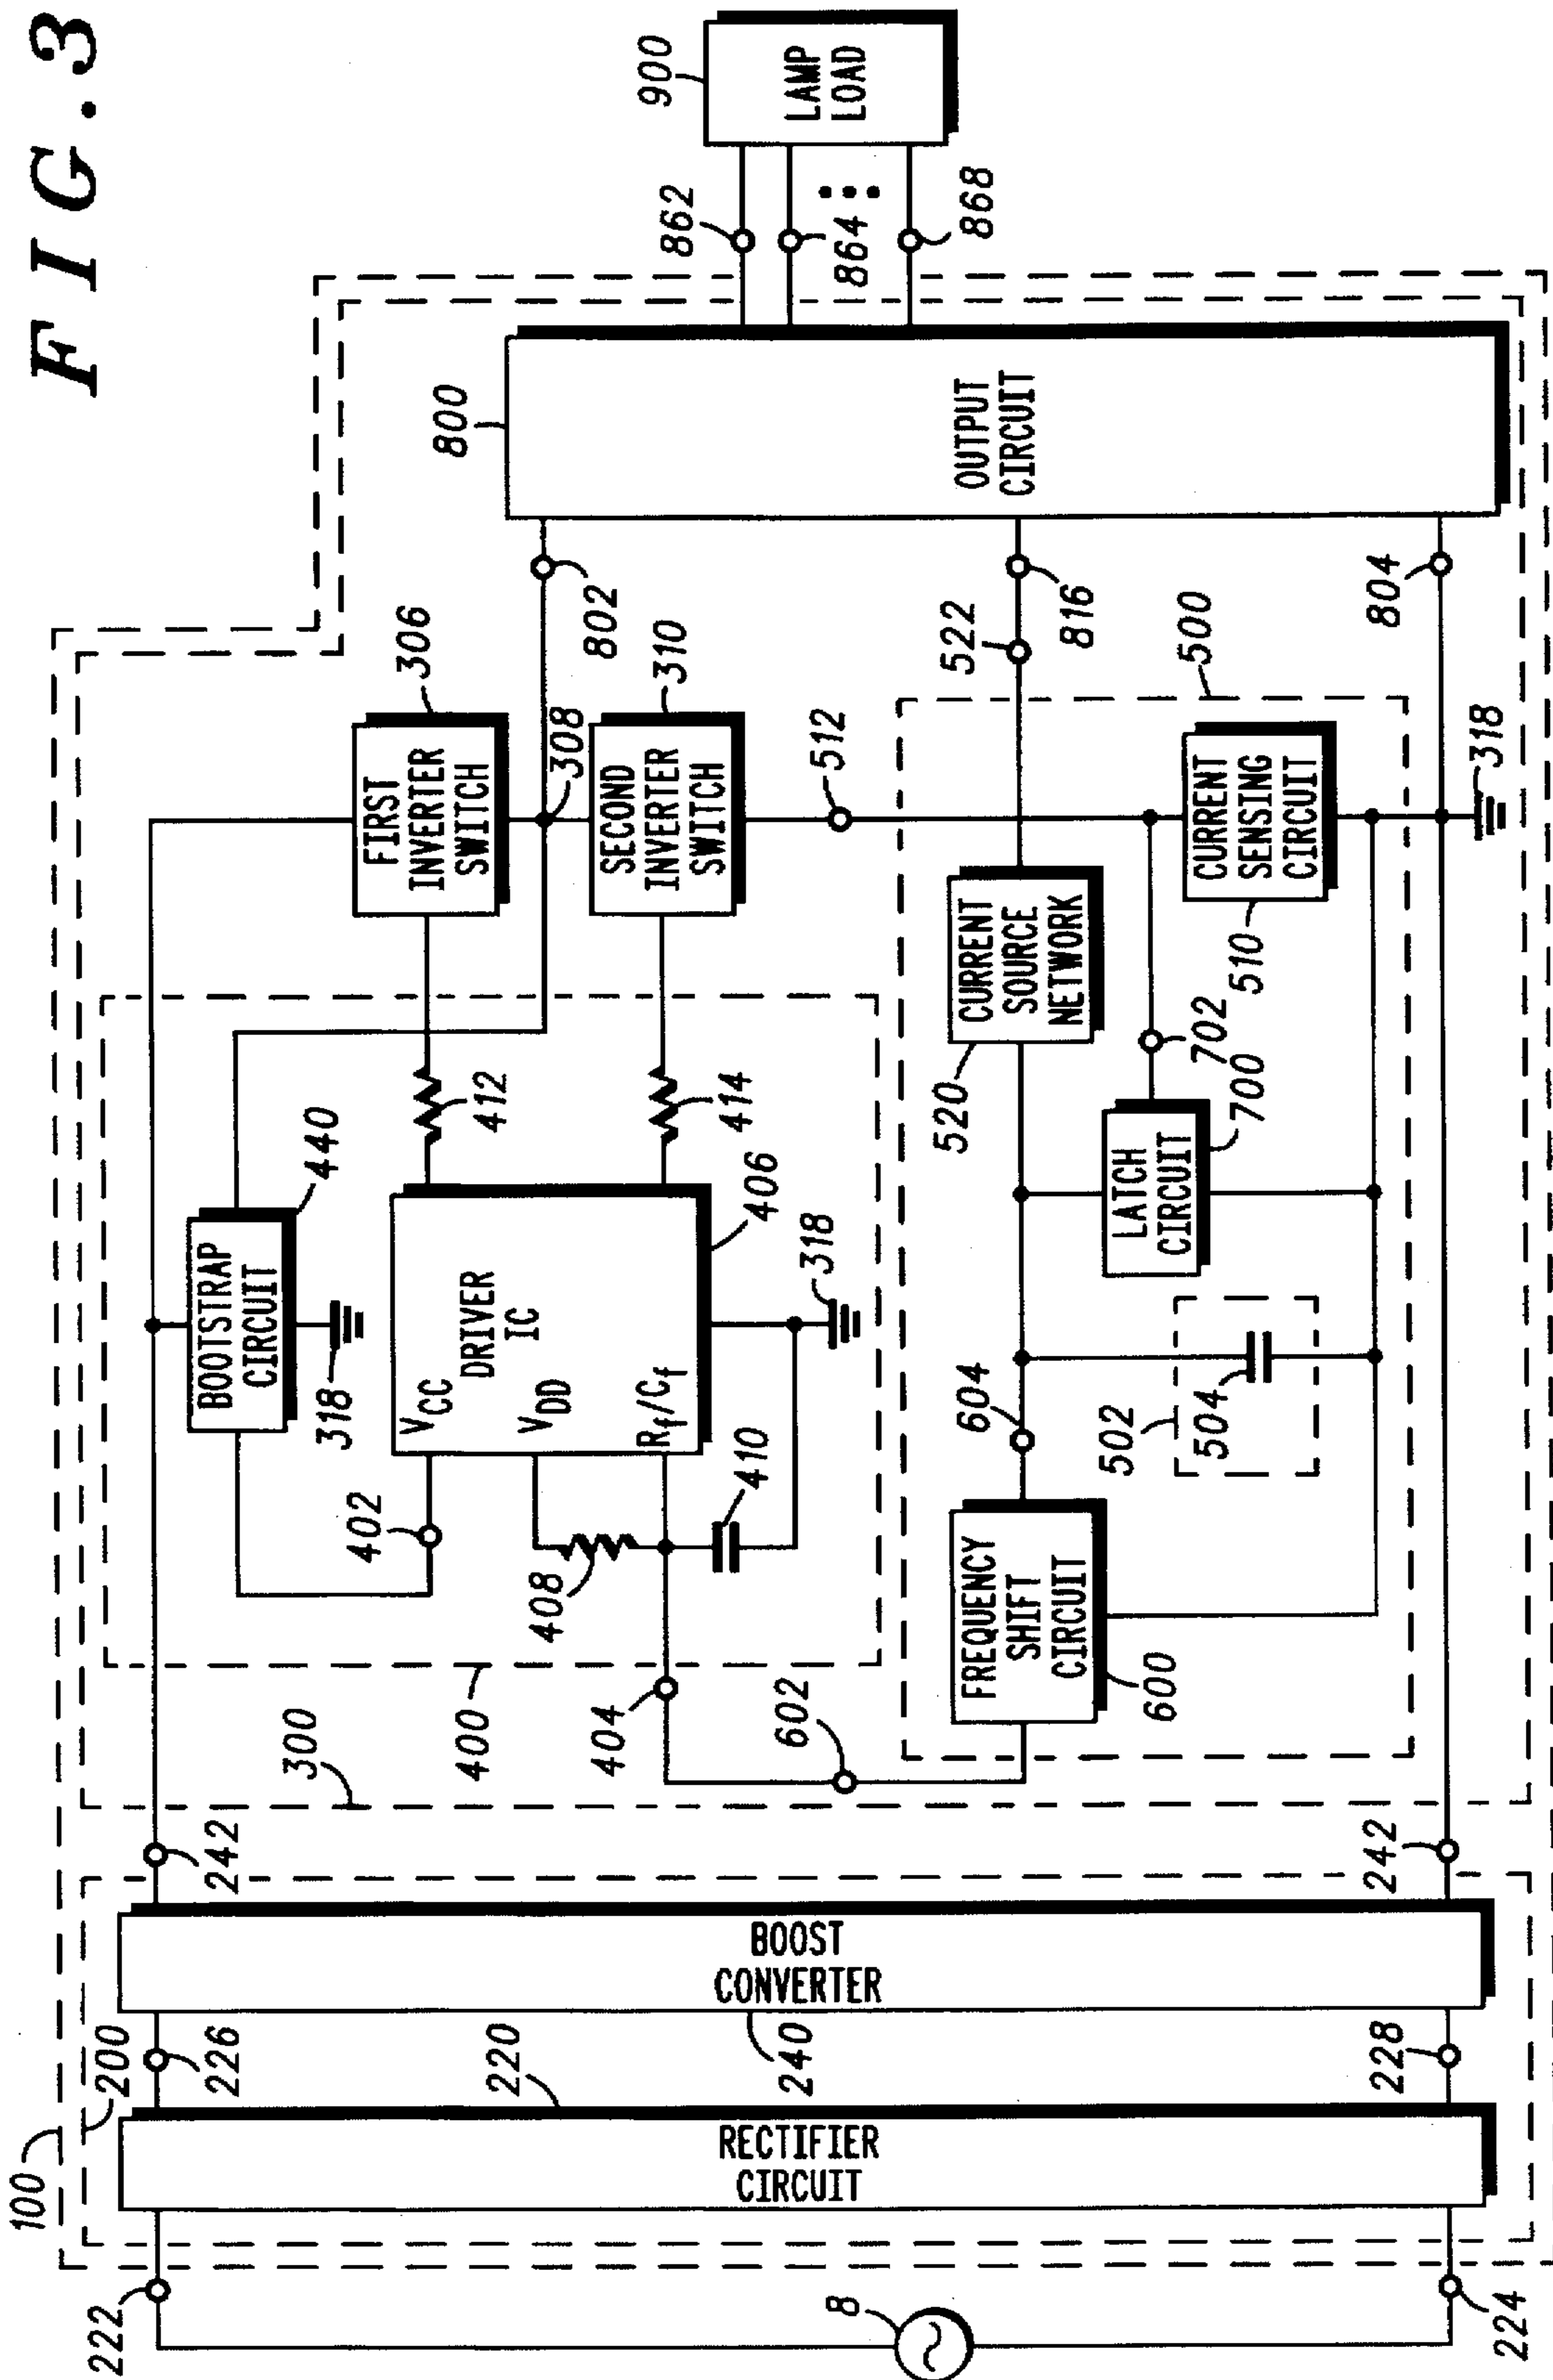 FIG.3
100
200
222
224
8
RECTIFIER
CIRCUIT
220
226
228
BOOST
CONVERTER
240
242
242
300
400
BOOTSTRAP
CIRCUIT
440
318
402
VCC
DRIVER
IC
VDD
Rf/Cf
406
408
410
318
404
412
414
FIRST
INVERTER
SWITCH
306
308
SECOND
INVERTER
SWITCH
310
512
602
FREQUENCY
SHIFT
CIRCUIT
600
604
502
504
LATCH
CIRCUIT
700
702
CURRENT
SOURCE
NETWORK
520
522
CURRENT
SENSING
CIRCUIT
510
500
318
802
816
804
OUTPUT
CIRCUIT
800
862
864
868
LAMP
LOAD
900